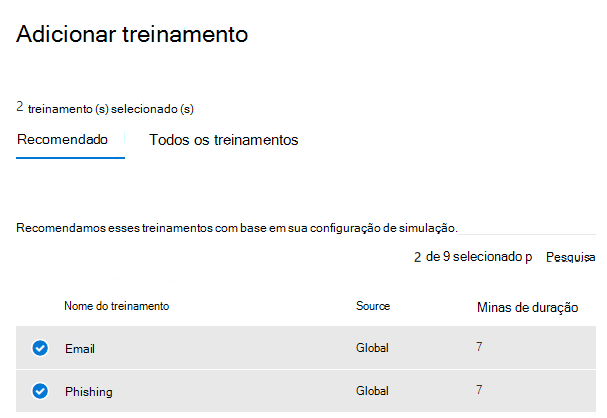 Adicionar treinamento
2 treinamento (s) selecionado (s)
Recomendado Todos os treinamentos
Recomendamos esses treinamentos com base em sua configuração de simulação.
2 de 9 selecionado p Pesquisa
Nome do treinamento Source Minas de duração
Email Global 7
Phishing Global 7